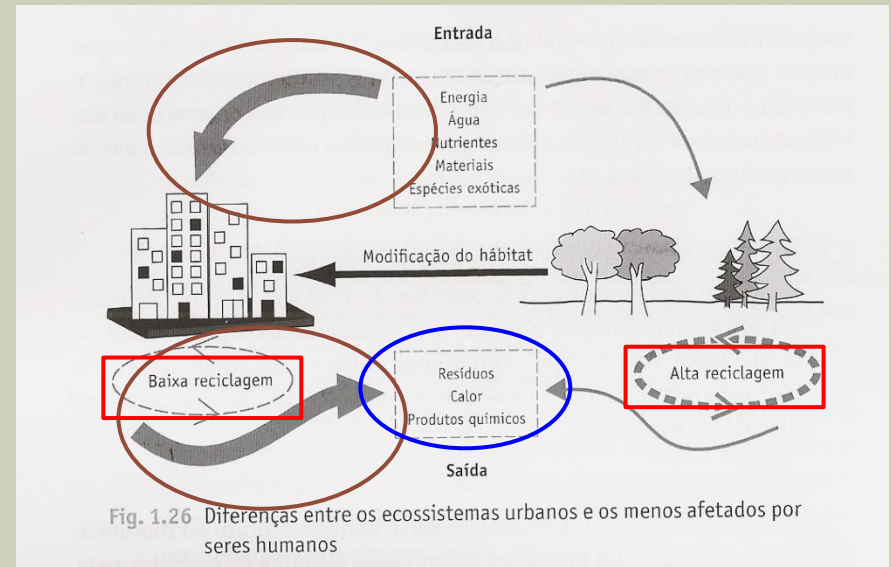 Entrada
Energia
Água
Nutrientes
Materiais
Espécies exóticas
Modificação do hábitat
Baixa reciclagem
Resíduos
Calor
Produtos químicos
Alta reciclagem
Saída
Fig. 1.26 Diferenças entre os ecossistemas urbanos e os menos afetados por
seres humanos